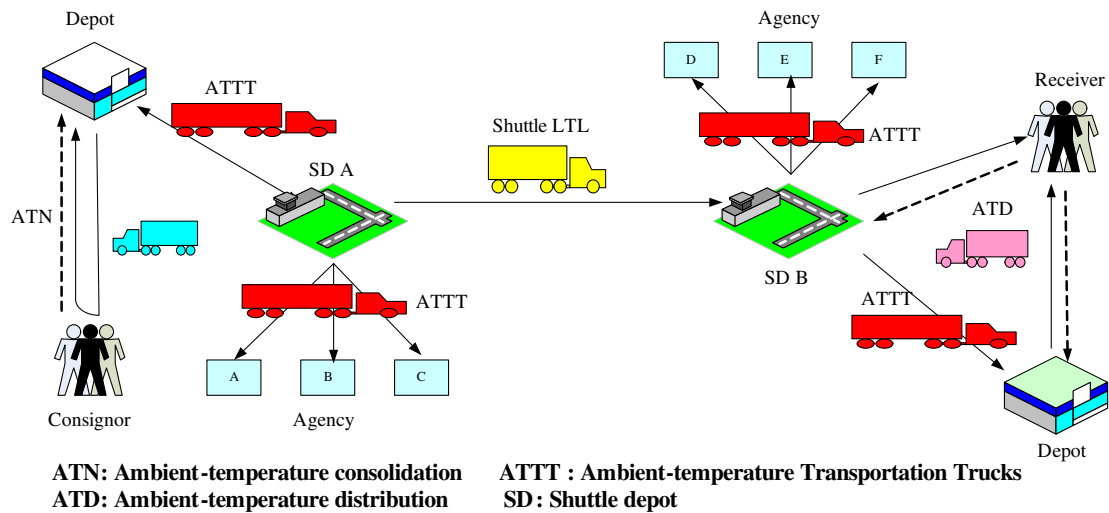 Depot
Agency
D
E
F
Receiver
ATTT
Shuttle LTL
ATTT
SD A
ATN
ATD
SD B
ATTT
ATTT
A
B
C
Consignor
Agency
Depot
ATN: Ambient-temperature consolidation
ATTT : Ambient-temperature Transportation Trucks
ATD: Ambient-temperature distribution
SD: Shuttle depot